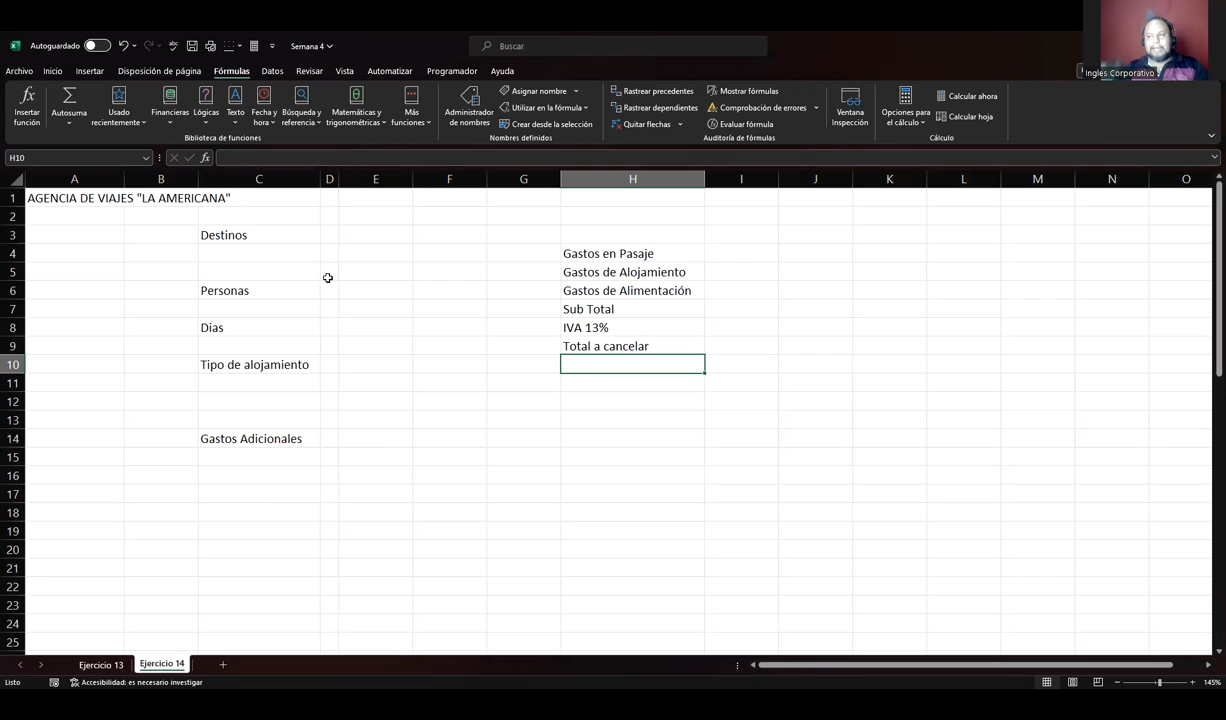 Autoguardado
Semana 4
Buscar
Ingles Corporativo
Archivo Inicio Insertar Disposición de página Fórmulas Datos Revisar Vista Automatizar Programador Ayuda
Insertar función
Autosuma
Usado recientemente
Financieras
Lógicas
Texto
Fecha y hora
Búsqueda y referencia
Matemáticas y trigonométricas
Más funciones
Biblioteca de funciones
Administrador de nombres
Asignar nombre
Utilizar en la fórmula
Crear desde la selección
Nombres definidos
Rastrear precedentes
Rastrear dependientes
Quitar flechas
Mostrar fórmulas
Comprobación de errores
Evaluar fórmula
Auditoría de fórmulas
Ventana Inspección
Opciones para el cálculo
Calcular ahora
Calcular hoja
Cálculo
H10
fx
A B C D E F G H I J K L M N O
1 AGENCIA DE VIAJES "LA AMERICANA"
2
3 Destinos
4 Gastos en Pasaje
5 Gastos de Alojamiento
6 Personas Gastos de Alimentación
7 Sub Total
8 Dias IVA 13%
9 Total a cancelar
10 Tipo de alojamiento
11
12
13
14 Gastos Adicionales
15
16
17
18
19
20
21
22
23
24
25
Ejercicio 13 Ejercicio 14
Listo Accesibilidad: es necesario investigar 145%